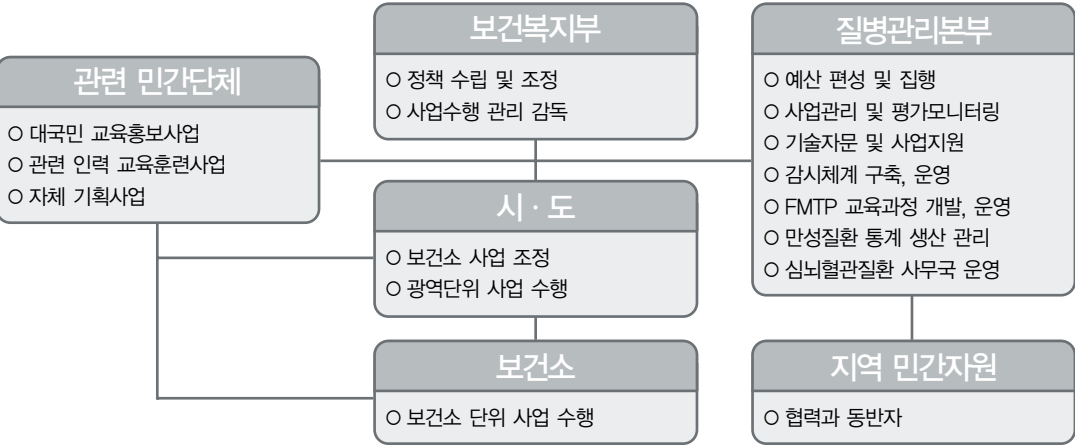 보건복지부
○ 정책 수립 및 조정
○ 사업수행 관리 감독
질병관리본부
○ 예산 편성 및 집행
○ 사업관리 및 평가모니터링
○ 기술자문 및 사업지원
○ 감시체계 구축, 운영
○ FMTP 교육과정 개발, 운영
○ 만성질환 통계 생산 관리
○ 심뇌혈관질환 사무국 운영
관련 민간단체
○ 대국민 교육홍보사업
○ 관련 인력 교육훈련사업
○ 자체 기획사업
시 · 도
○ 보건소 사업 조정
○ 광역단위 사업 수행
보건소
○ 보건소 단위 사업 수행
지역 민간자원
○ 협력과 동반자